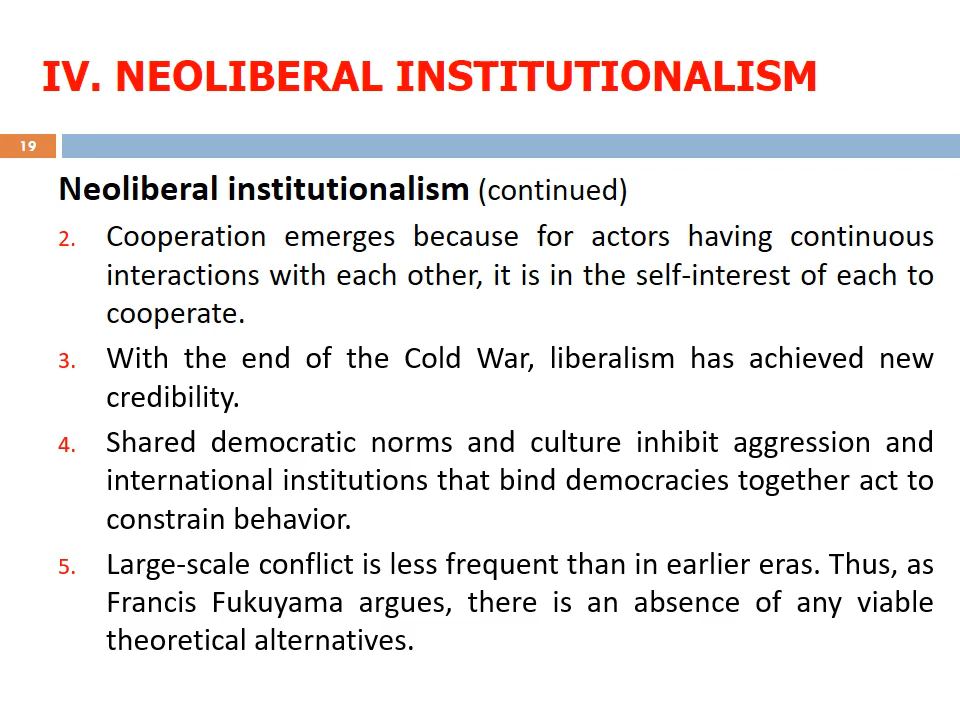 IV. NEOLIBERAL INSTITUTIONALISM
19
Neoliberal institutionalism (continued)
2. Cooperation emerges because for actors having continuous
interactions with each other, it is in the self-interest of each to
cooperate.
3. With the end of the Cold War, liberalism has achieved new
credibility.
4. Shared democratic norms and culture inhibit aggression and
international institutions that bind democracies together act to
constrain behavior.
5. Large-scale conflict is less frequent than in earlier eras. Thus, as
Francis Fukuyama argues, there is an absence of any viable
theoretical alternatives.